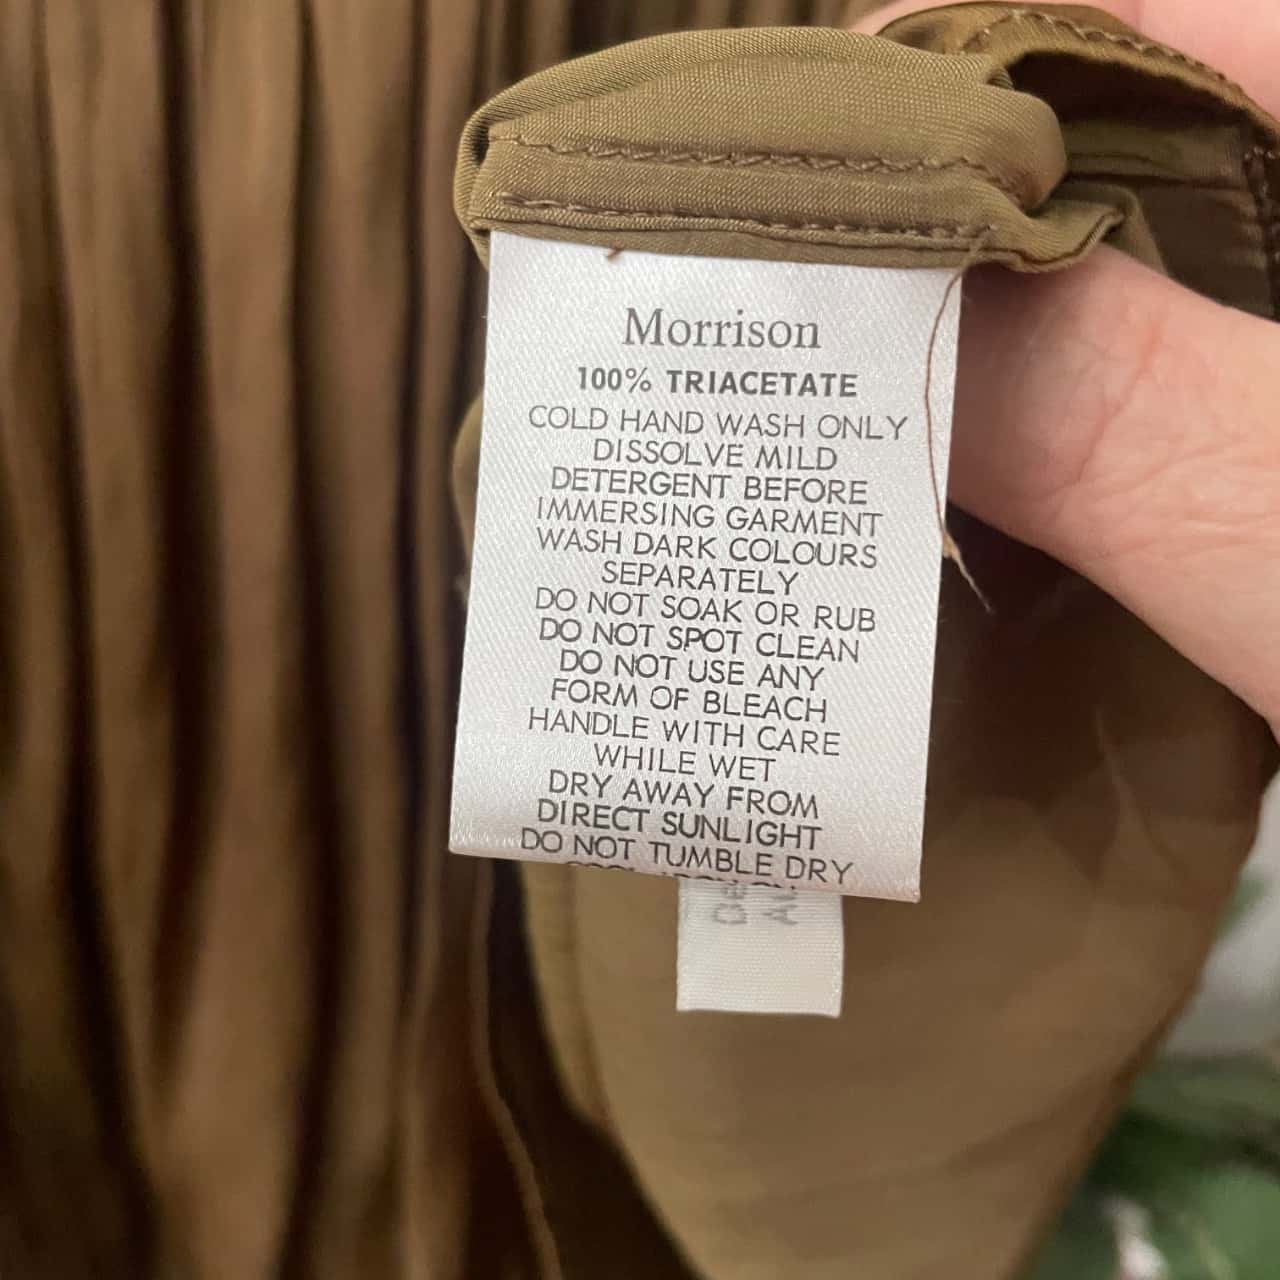 Morrison
100% TRIACETATE
COLD HAND WASH ONLY
DISSOLVE MILD
DETERGENT BEFORE
IMMERSING GARMENT
WASH DARK COLOURS
SEPARATELY
DO NOT SOAK OR RUB
DO NOT SPOT CLEAN
DO NOT USE ANY
FORM OF BLEACH
HANDLE WITH CARE
WHILE WET
DRY AWAY FROM
DIRECT SUNLIGHT
DO NOT TUMBLE DRY